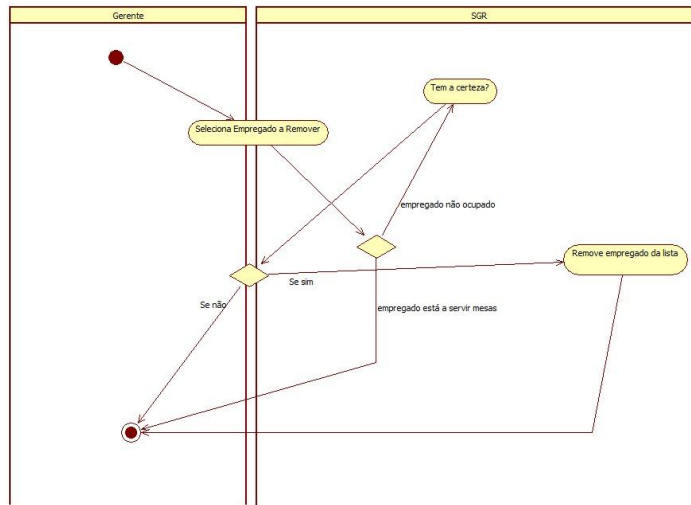 Gerente
SGR
Tem a certeza?
Seleciona Empregado a Remover
empregado não ocupado
Remove empregado da lista
Se sim
Se não
empregado está a servir mesas